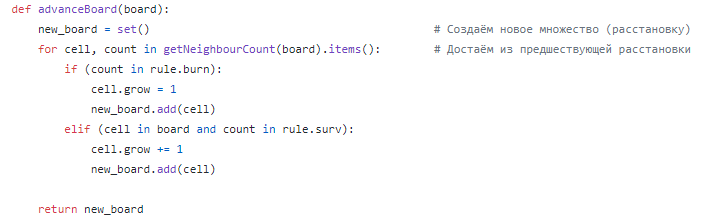 def advanceBoard(board):
    new_board = set()                                           # Создаём новое множество (расстановку)
    for cell, count in getNeighbourCount(board).items():        # Достаём из предшествующей расстановки
        if (count in rule.burn):
            cell.grow = 1
            new_board.add(cell)
        elif (cell in board and count in rule.surv):
            cell.grow += 1
            new_board.add(cell)
    return new_board